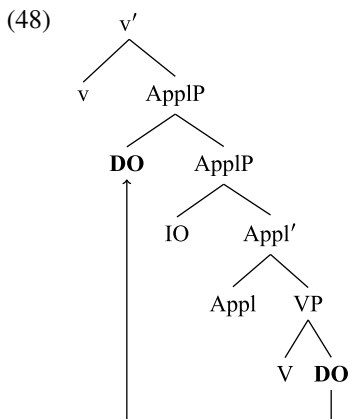 (48) v′
v ApplP
DO ApplP
IO Appl′
Appl VP
V DO